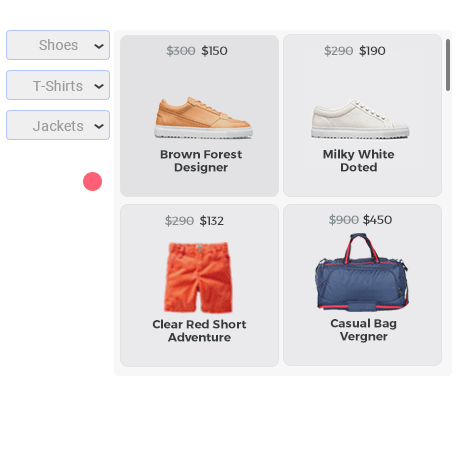 Shoes
T-Shirts
Jackets
$300 $150
Brown Forest
Designer
$290 $190
Milky White
Doted
$290 $132
Clear Red Short
Adventure
$900 $450
Casual Bag
Vergner